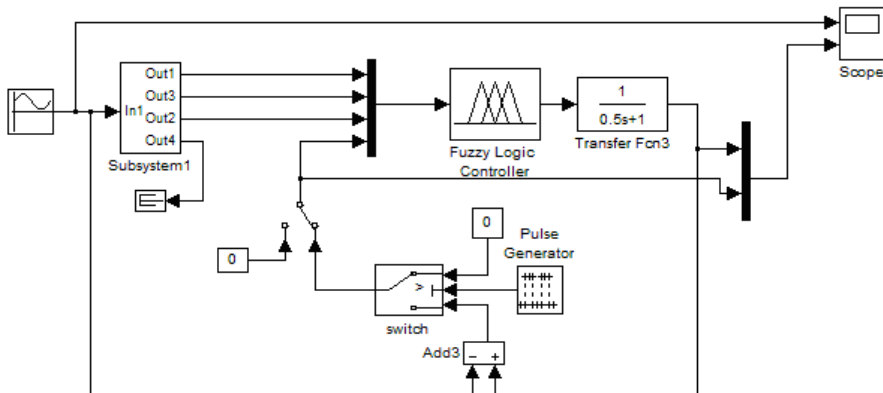 Scope
Out1
Out3
In1
Out2
Out4
Subsystem1
Fuzzy Logic
Controller
1
0.5s+1
Transfer Fcn3
0
0
Pulse
Generator
>
switch
Add3
− +